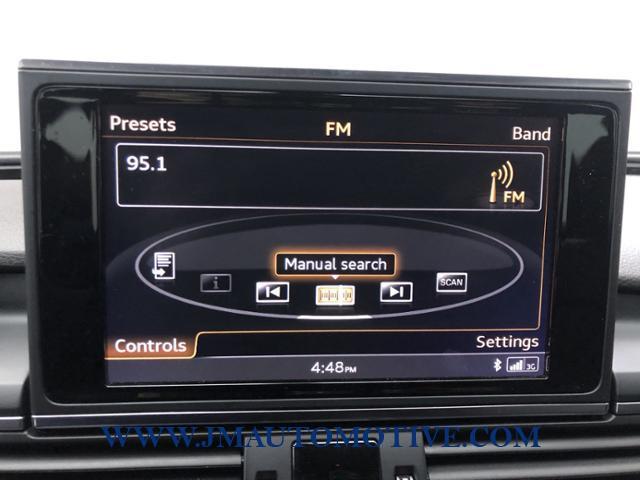 Presets FM Band
95.1
FM
Manual search
i SCAN
Controls Settings
4:48PM 3G
WWW.JMAUTOMOTIVE.COM